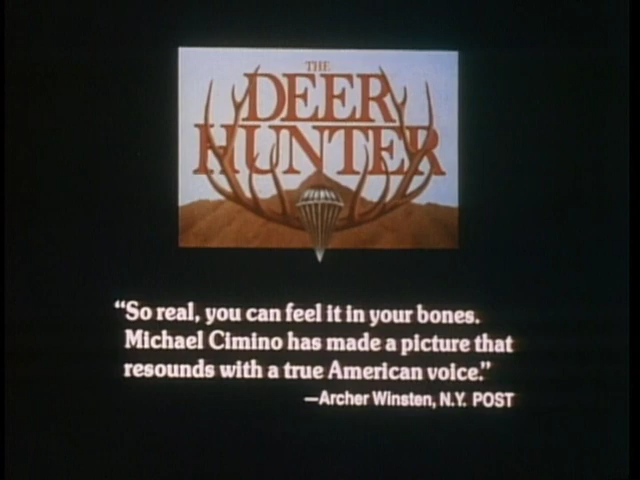 THE
DEER
HUNTER
“So real, you can feel it in your bones.
Michael Cimino has made a picture that
resounds with a true American voice.”
—Archer Winsten, N.Y. POST